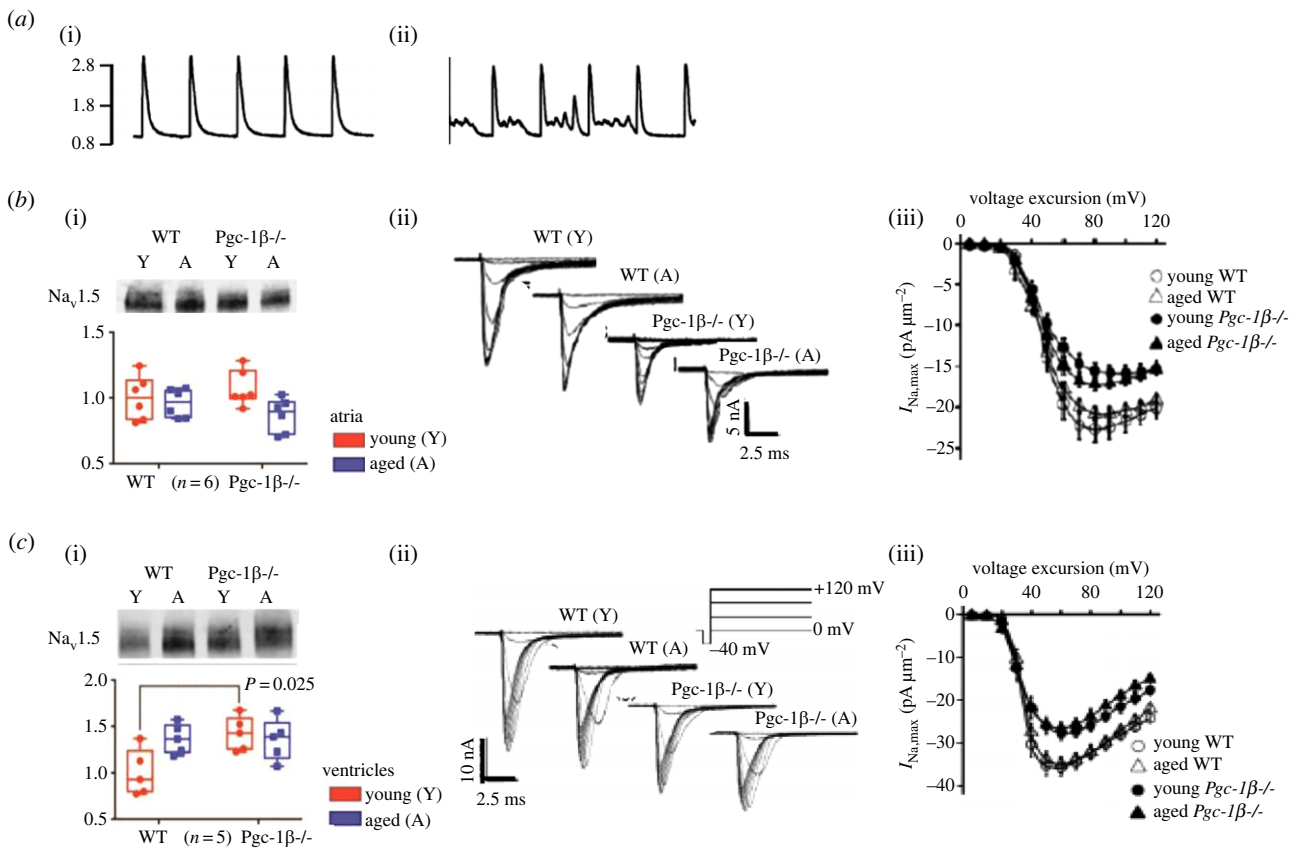 (a)
(i)
(ii)
2.8
1.8
0.8
(b)
(i)
WT Pgc-1β-/-
Y A Y A
Nav1.5
1.5
1.0
0.5
WT (n = 6) Pgc-1β-/-
atria
young (Y)
aged (A)
(ii)
WT (Y)
WT (A)
Pgc-1β-/- (Y)
Pgc-1β-/- (A)
5 nA
2.5 ms
(iii)
voltage excursion (mV)
0 40 80 120
0
–5
–10
–15
–20
–25
INa,max (pA µm–2)
young WT
aged WT
young Pgc-1β-/-
aged Pgc-1β-/-
(c)
(i)
WT Pgc-1β-/-
Y A Y A
Nav1.5
2.0
1.5
1.0
0.5
P = 0.025
WT (n = 5) Pgc-1β-/-
ventricles
young (Y)
aged (A)
(ii)
+120 mV
0 mV
–40 mV
WT (Y)
WT (A)
Pgc-1β-/- (Y)
Pgc-1β-/- (A)
10 nA
2.5 ms
(iii)
voltage excursion (mV)
0 40 80 120
0
–10
–20
–30
–40
INa,max (pA µm–2)
young WT
aged WT
young Pgc-1β-/-
aged Pgc-1β-/-